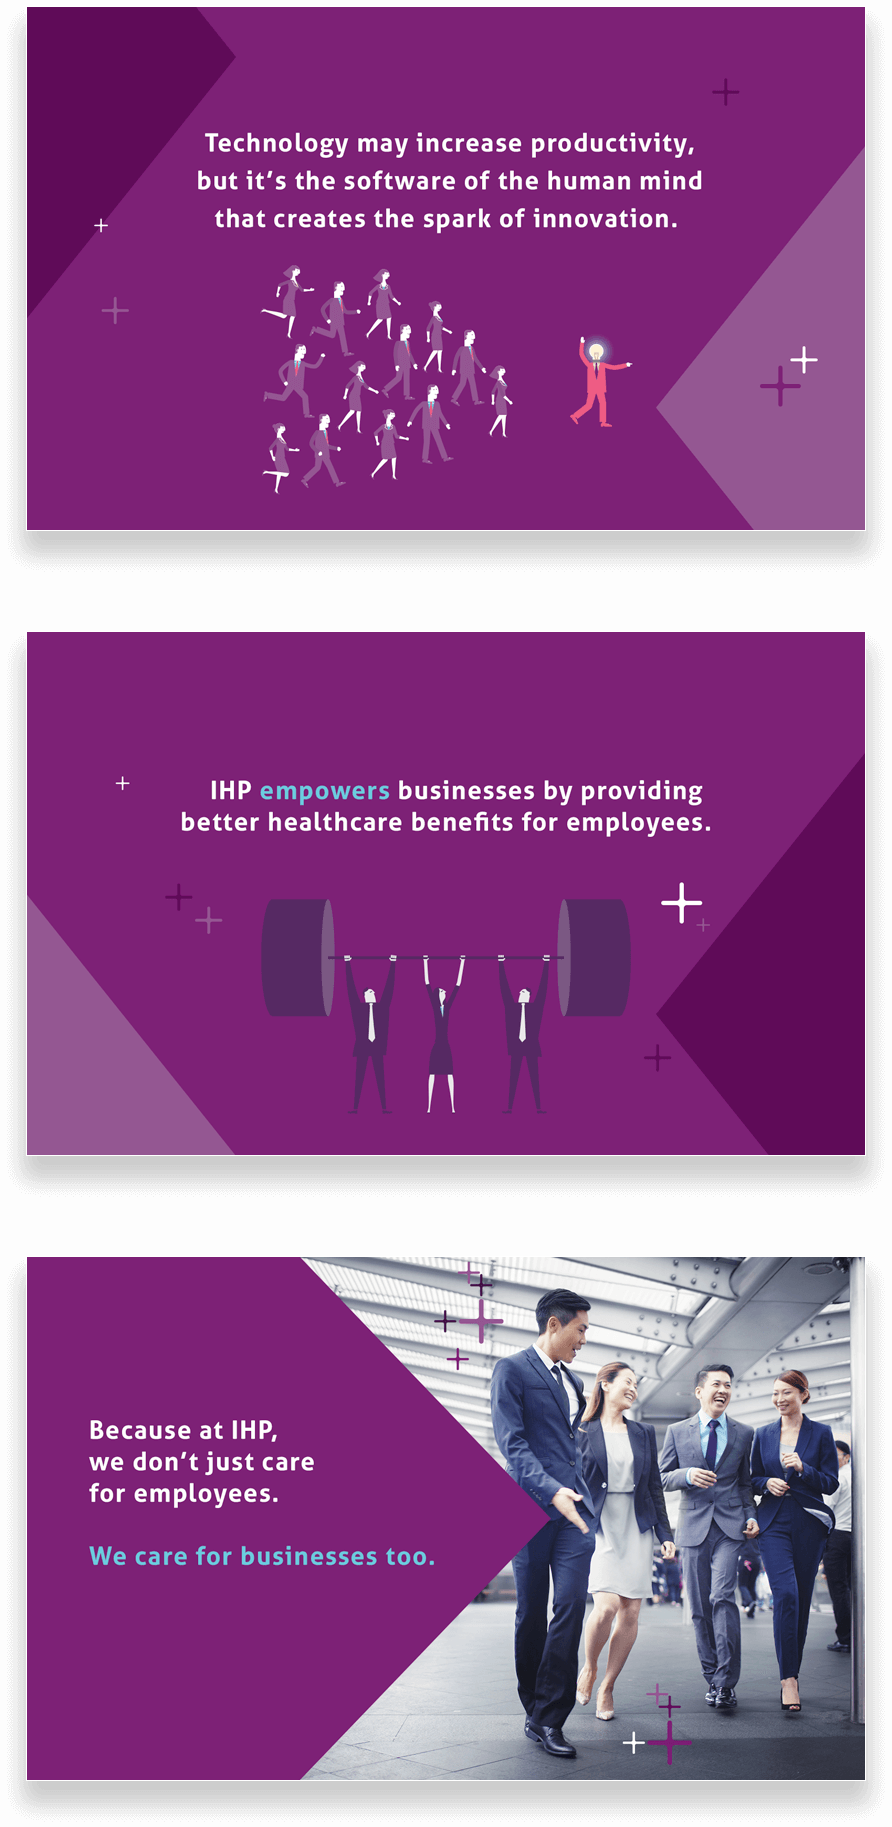 Technology may increase productivity,
but it’s the software of the human mind
that creates the spark of innovation.
IHP empowers businesses by providing
better healthcare benefits for employees.
Because at IHP,
we don’t just care
for employees.
We care for businesses too.